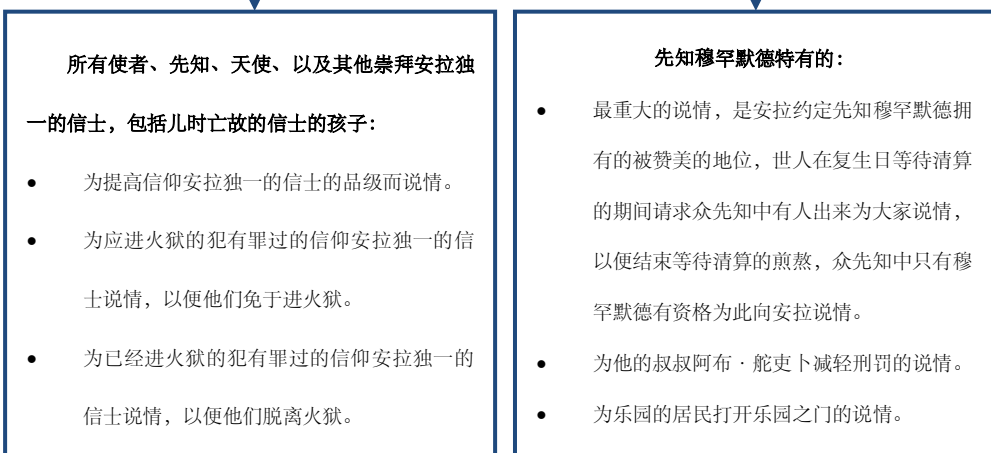 所有使者、先知、天使、以及其他崇拜安拉独
一的信士，包括儿时亡故的信士的孩子：
● 为提高信仰安拉独一的信士的品级而说情。
● 为应进火狱的犯有罪过的信仰安拉独一的信
士说情，以便他们免于进火狱。
● 为已经进火狱的犯有罪过的信仰安拉独一的
信士说情，以便他们脱离火狱。
先知穆罕默德特有的：
● 最重大的说情，是安拉约定先知穆罕默德拥
有的被赞美的地位，世人在复生日等待清算
的期间请求众先知中有人出来为大家说情，
以便结束等待清算的煎熬，众先知中只有穆
罕默德有资格为此向安拉说情。
● 为他的叔叔阿布·舵吏卜减轻刑罚的说情。
● 为乐园的居民打开乐园之门的说情。